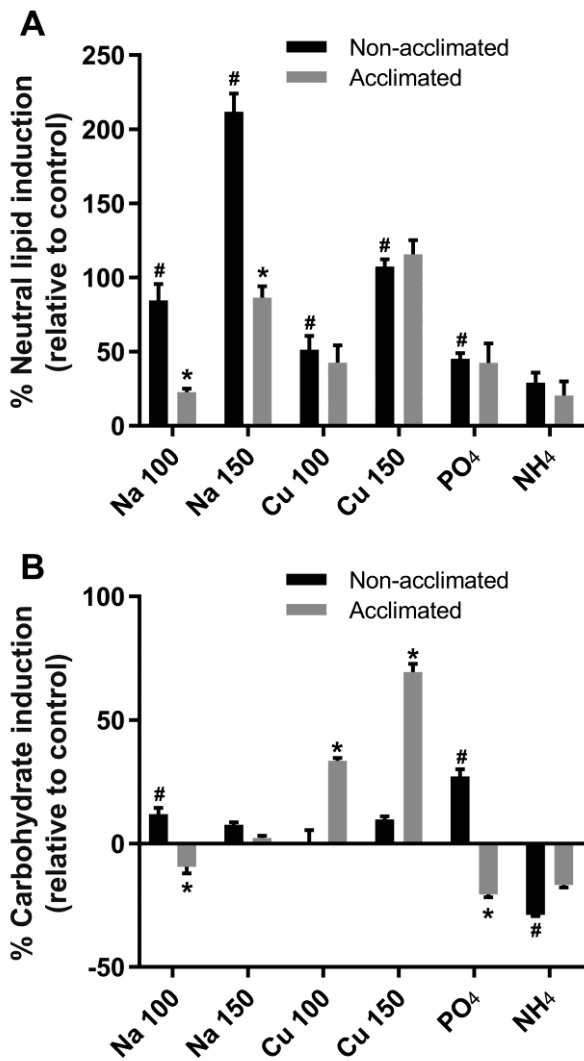 A
Non-acclimated
Acclimated
% Neutral lipid induction
(relative to control)
250
200
150
100
50
0
#
*
#
*
#
#
#
Na 100
Na 150
Cu 100
Cu 150
PO₄
NH₄
B
Non-acclimated
Acclimated
% Carbohydrate induction
(relative to control)
100
50
0
-50
#
*
*
*
#
*
#
Na 100
Na 150
Cu 100
Cu 150
PO₄
NH₄